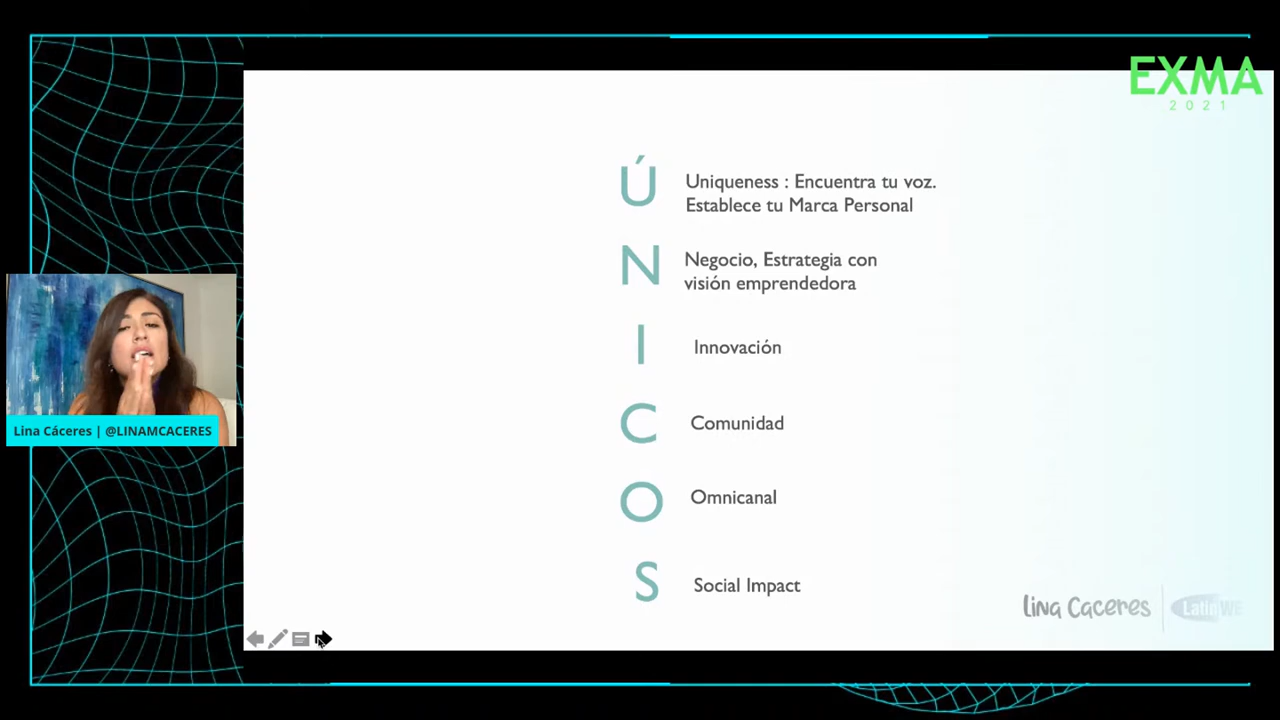 EXMA
2021
Ú
Uniqueness : Encuentra tu voz.
Establece tu Marca Personal
N
Negocio, Estrategia con
visión emprendedora
I
Innovación
C
Comunidad
O
Omnicanal
S
Social Impact
Lina Cáceres | @LINAMCACERES
Lina Caceres
LatinWE